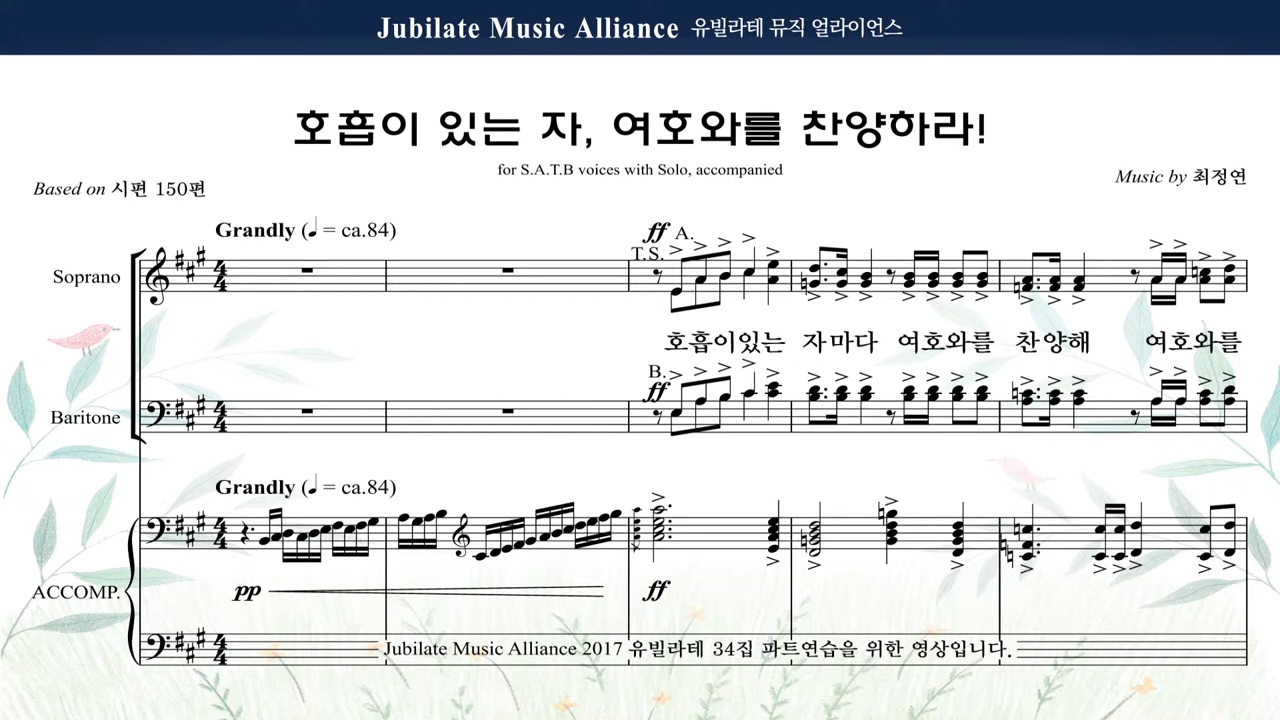 Jubilate Music Alliance 유빌라테 뮤직 얼라이언스
호흡이 있는 자, 여호와를 찬양하라!
for S.A.T.B voices with Solo, accompanied
Based on 시편 150편
Music by 최정연
Grandly (♩ = ca.84)
ff A.
T.S.
Soprano
호흡이있는 자마다 여호와를 찬양해 여호와를
B.
ff
Baritone
Grandly (♩ = ca.84)
pp
ff
ACCOMP.
Jubilate Music Alliance 2017 유빌라테 34집 파트연습을 위한 영상입니다.